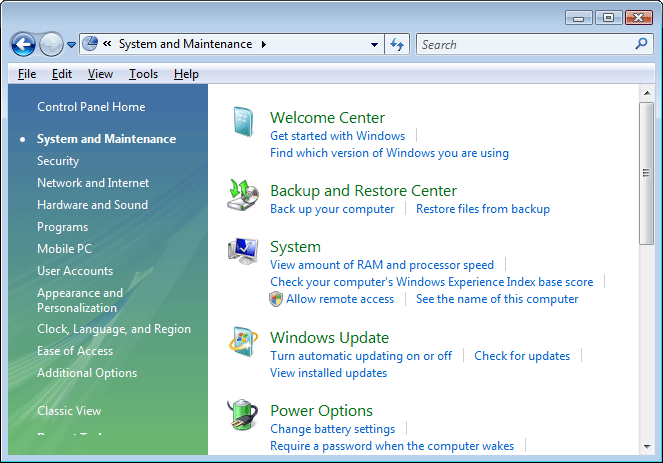 « System and Maintenance
Search
File Edit View Tools Help
Control Panel Home
• System and Maintenance
Security
Network and Internet
Hardware and Sound
Programs
Mobile PC
User Accounts
Appearance and
Personalization
Clock, Language, and Region
Ease of Access
Additional Options
Classic View
Welcome Center
Get started with Windows
Find which version of Windows you are using
Backup and Restore Center
Back up your computer
Restore files from backup
System
View amount of RAM and processor speed
Check your computer's Windows Experience Index base score
Allow remote access
See the name of this computer
Windows Update
Turn automatic updating on or off
Check for updates
View installed updates
Power Options
Change battery settings
Require a password when the computer wakes